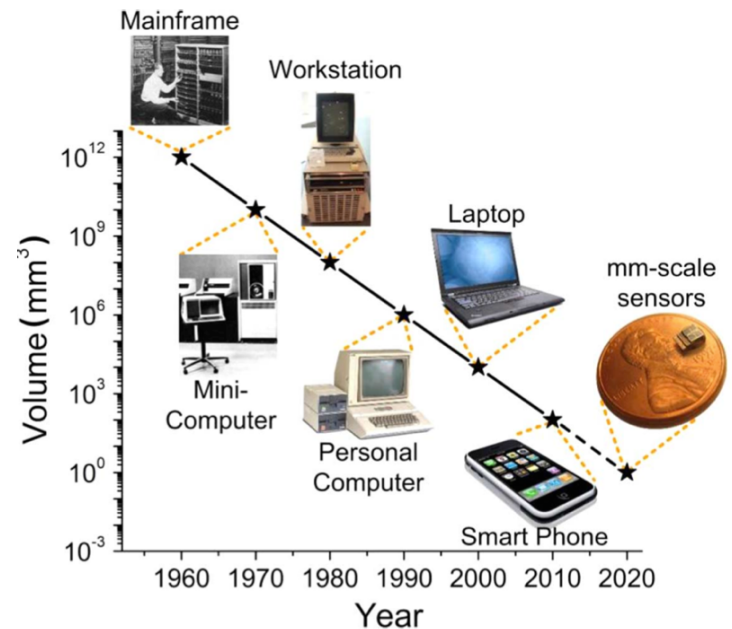 Mainframe
Workstation
Laptop
mm-scale
sensors
Mini-
Computer
Personal
Computer
Smart Phone
Volume (mm³)
10¹²
10⁹
10⁶
10³
10⁰
10⁻³
1960 1970 1980 1990 2000 2010 2020
Year